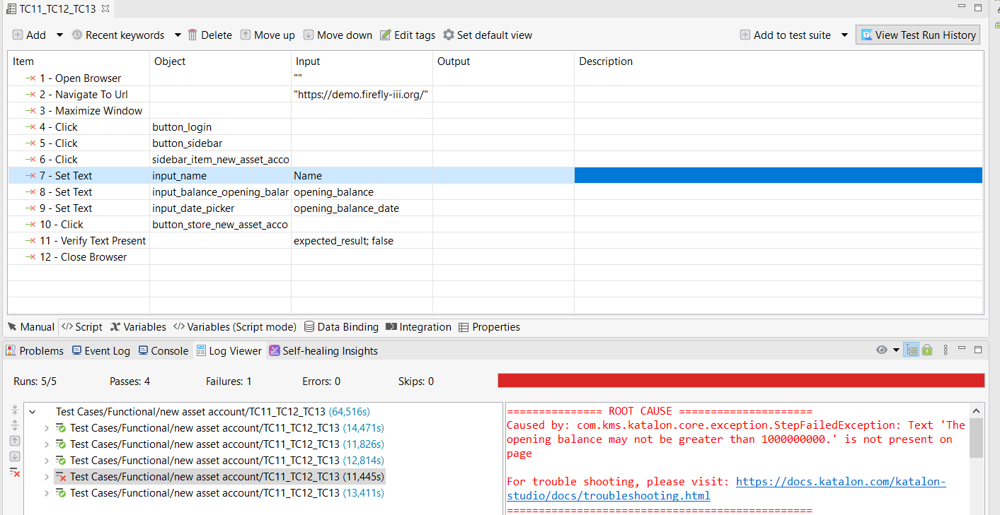 TC11_TC12_TC13
Add Recent keywords Delete Move up Move down Edit tags Set default view Add to test suite View Test Run History
Item Object Input Output Description
1 - Open Browser ""
2 - Navigate To Url "https://demo.firefly-iii.org/"
3 - Maximize Window
4 - Click button_login
5 - Click button_sidebar
6 - Click sidebar_item_new_asset_acco
7 - Set Text input_name Name
8 - Set Text input_balance_opening_balar opening_balance
9 - Set Text input_date_picker opening_balance_date
10 - Click button_store_new_asset_acco
11 - Verify Text Present expected_result; false
12 - Close Browser
Manual </> Script Variables </> Variables (Script mode) Data Binding Integration Properties
Problems Event Log Console Log Viewer Self-healing Insights
Runs: 5/5 Passes: 4 Failures: 1 Errors: 0 Skips: 0
Test Cases/Functional/new asset account/TC11_TC12_TC13 (64,516s)
Test Cases/Functional/new asset account/TC11_TC12_TC13 (14,471s)
Test Cases/Functional/new asset account/TC11_TC12_TC13 (11,826s)
Test Cases/Functional/new asset account/TC11_TC12_TC13 (12,814s)
Test Cases/Functional/new asset account/TC11_TC12_TC13 (11,445s)
Test Cases/Functional/new asset account/TC11_TC12_TC13 (13,411s)
=============== ROOT CAUSE =====================
Caused by: com.kms.katalon.core.exception.StepFailedException: Text 'The
opening balance may not be greater than 1000000000.' is not present on
page
For trouble shooting, please visit: https://docs.katalon.com/katalon-
studio/docs/troubleshooting.html
================================================